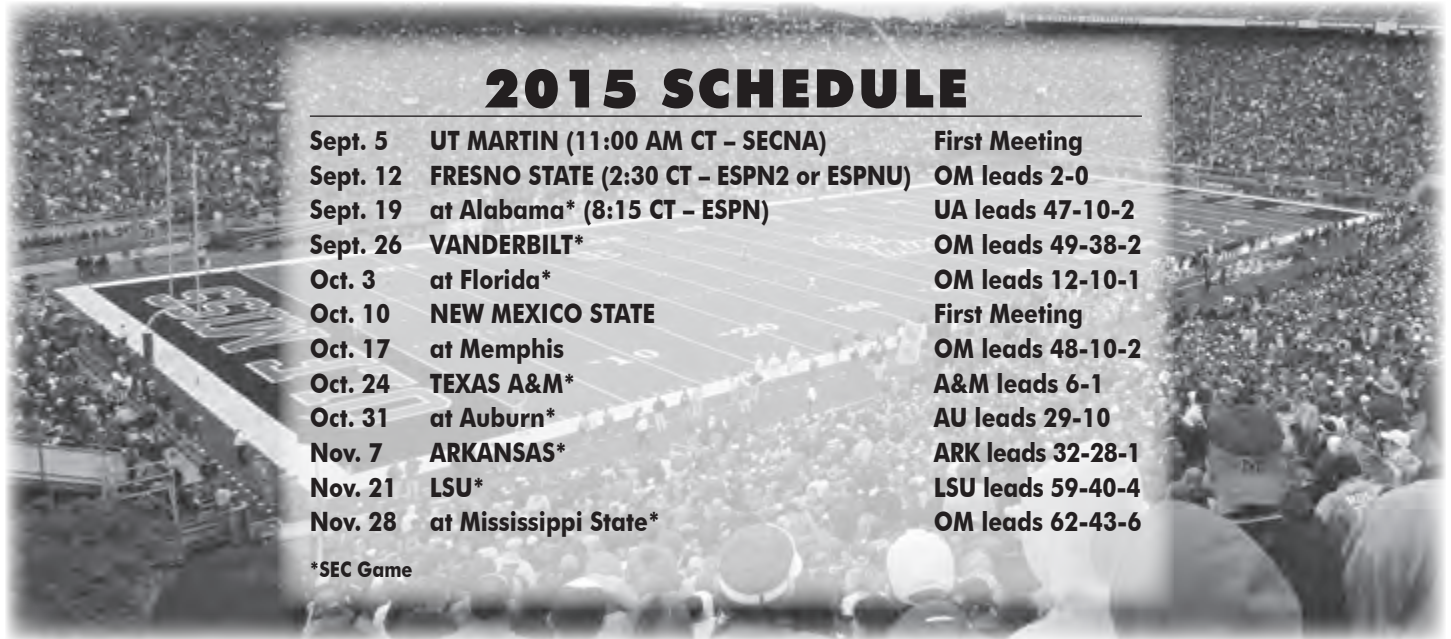 2015 SCHEDULE
Sept. 5 UT MARTIN (11:00 AM CT – SECNA) First Meeting
Sept. 12 FRESNO STATE (2:30 CT – ESPN2 or ESPNU) OM leads 2-0
Sept. 19 at Alabama* (8:15 CT – ESPN) UA leads 47-10-2
Sept. 26 VANDERBILT* OM leads 49-38-2
Oct. 3 at Florida* OM leads 12-10-1
Oct. 10 NEW MEXICO STATE First Meeting
Oct. 17 at Memphis OM leads 48-10-2
Oct. 24 TEXAS A&M* A&M leads 6-1
Oct. 31 at Auburn* AU leads 29-10
Nov. 7 ARKANSAS* ARK leads 32-28-1
Nov. 21 LSU* LSU leads 59-40-4
Nov. 28 at Mississippi State* OM leads 62-43-6
*SEC Game